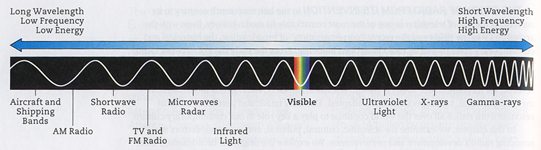 Long Wavelength
Low Frequency
Low Energy
Short Wavelength
High Frequency
High Energy
Aircraft and
Shipping
Bands
AM Radio
Shortwave
Radio
TV and
FM Radio
Microwaves
Radar
Infrared
Light
Visible
Ultraviolet
Light
X-rays
Gamma-rays